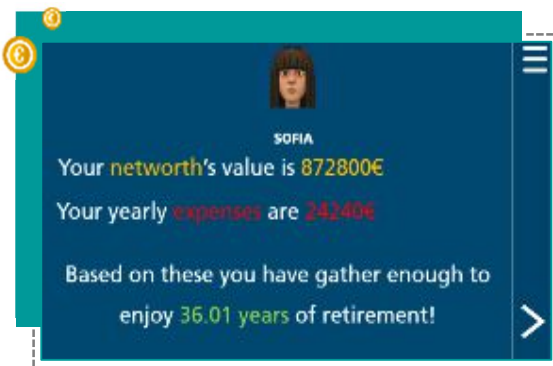 SOFIA
Your networth's value is 872800€
Your yearly expenses are 24240€
Based on these you have gather enough to
enjoy 36.01 years of retirement!